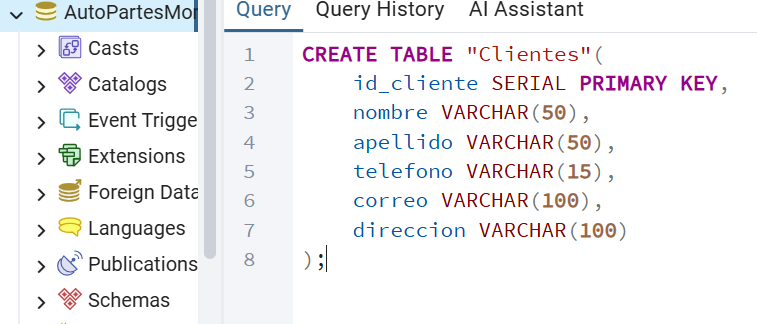 AutoPartesMor
Casts
Catalogs
Event Trigge
Extensions
Foreign Data
Languages
Publications
Schemas
Query Query History AI Assistant
1 CREATE TABLE "Clientes"(
2 id_cliente SERIAL PRIMARY KEY,
3 nombre VARCHAR(50),
4 apellido VARCHAR(50),
5 telefono VARCHAR(15),
6 correo VARCHAR(100),
7 direccion VARCHAR(100)
8 );